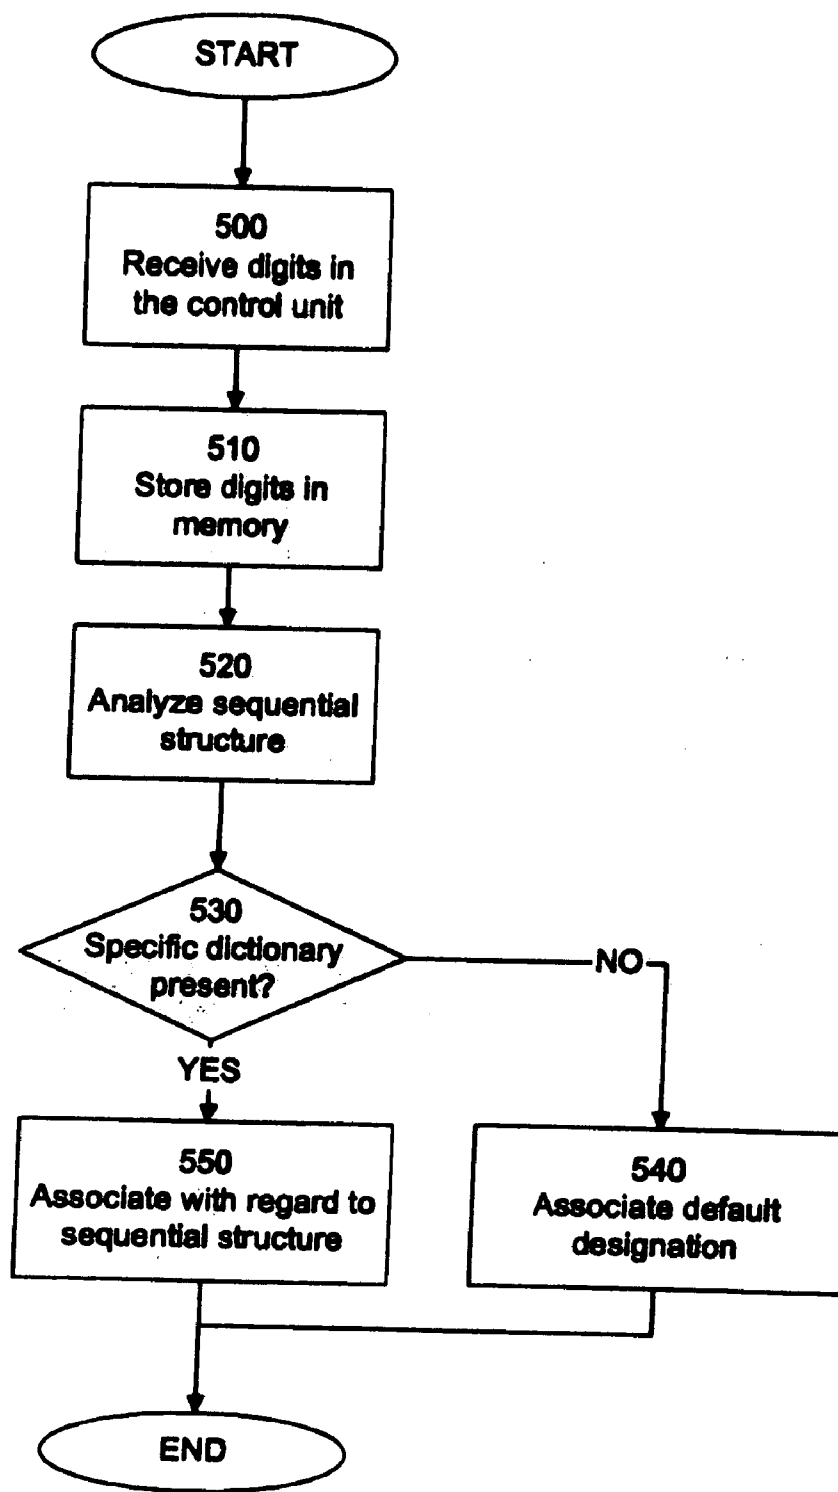 START
500
Receive digits in
the control unit
510
Store digits in
memory
520
Analyze sequential
structure
530
Specific dictionary
present?
NO
YES
550
Associate with regard to
sequential structure
540
Associate default
designation
END